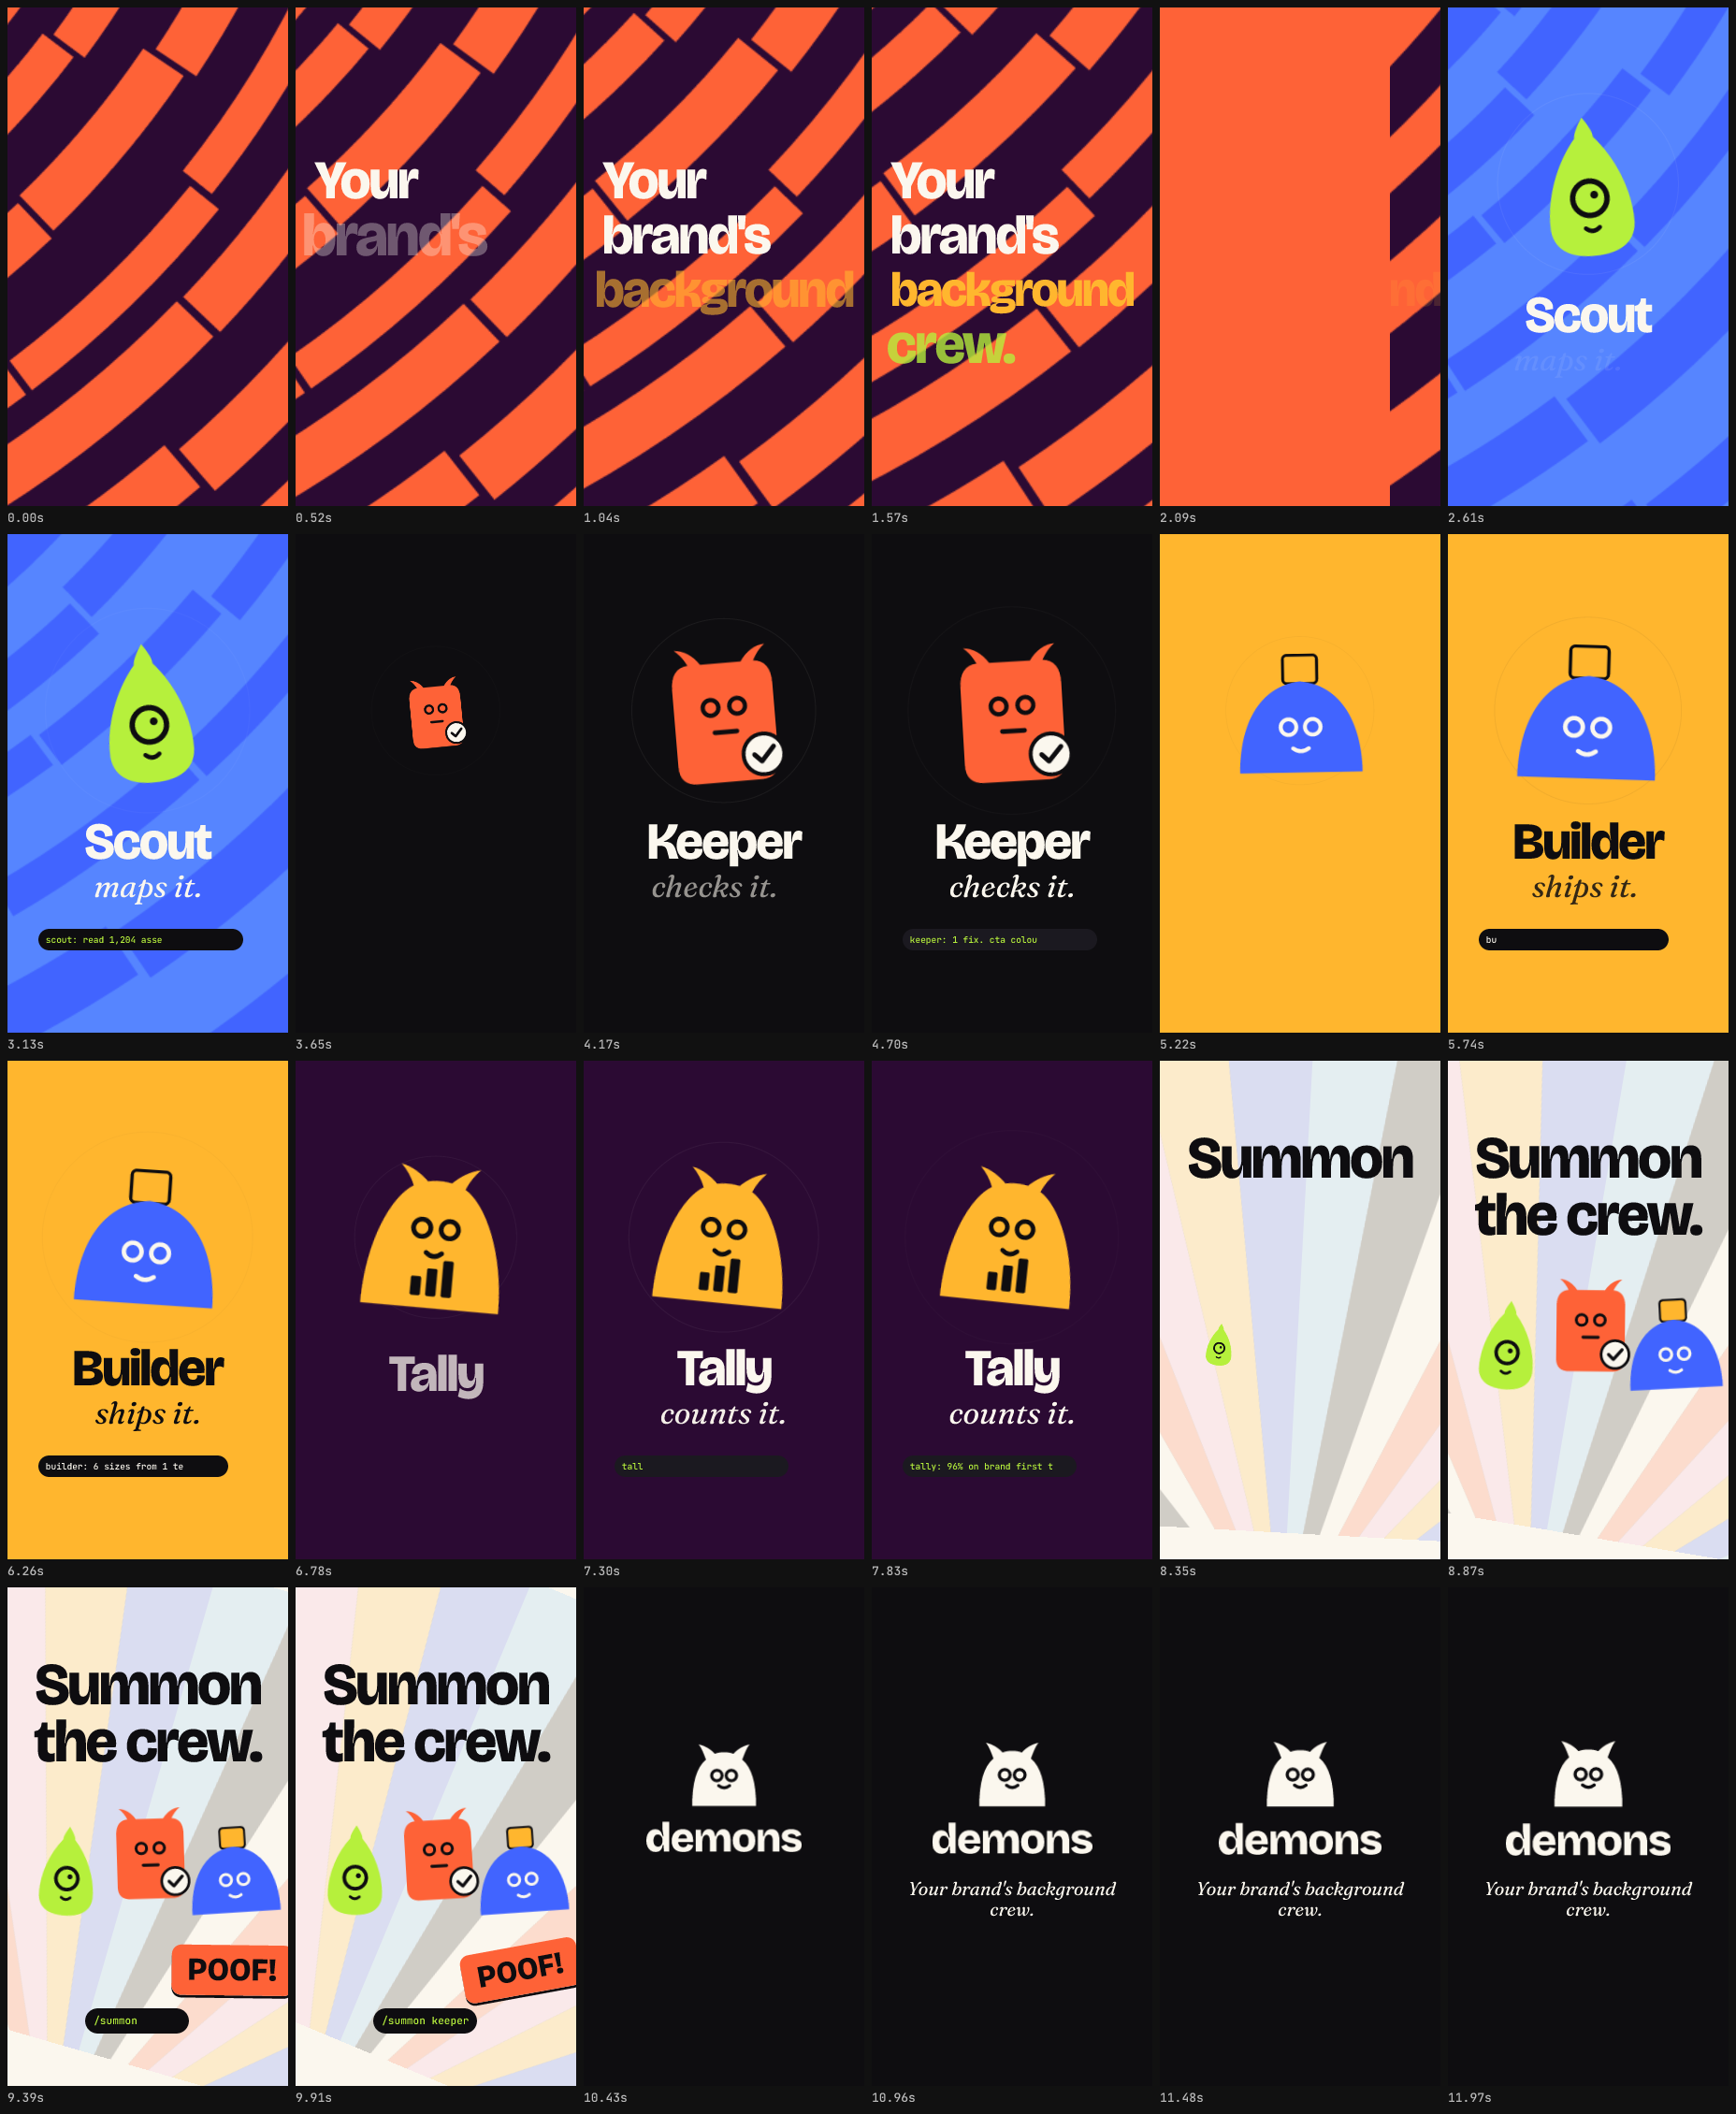 Your
brand's
Your
brand's
background
Your
brand's
background
crew.
nd
Scout
maps it.
0.00s
0.52s
1.04s
1.57s
2.09s
2.61s
Scout
maps it.
scout: read 1,204 asse
Keeper
checks it.
Keeper
checks it.
keeper: 1 fix. cta colou
Builder
ships it.
bu
3.13s
3.65s
4.17s
4.70s
5.22s
5.74s
Builder
ships it.
builder: 6 sizes from 1 te
Tally
Tally
counts it.
tall
Tally
counts it.
tally: 96% on brand first t
Summon
Summon
the crew.
6.26s
6.78s
7.30s
7.83s
8.35s
8.87s
Summon
the crew.
POOF!
/summon
Summon
the crew.
POOF!
/summon keeper
demons
demons
Your brand's background
crew.
demons
Your brand's background
crew.
demons
Your brand's background
crew.
9.39s
9.91s
10.43s
10.96s
11.48s
11.97s